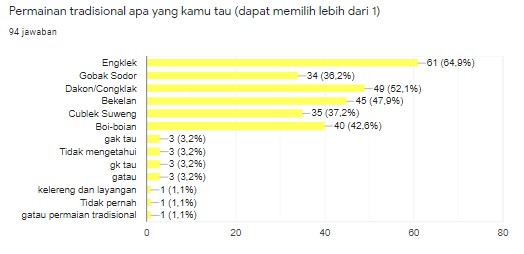 Permainan tradisional apa yang kamu tau (dapat memilih lebih dari 1)
94 jawaban
Engklek 61 (64,9%)
Gobak Sodor 34 (36,2%)
Dakon/Congklak 49 (52,1%)
Bekelan 45 (47,9%)
Cublek Suweng 35 (37,2%)
Boi-boian 40 (42,6%)
gak tau 3 (3,2%)
Tidak mengetahui 3 (3,2%)
gk tau 3 (3,2%)
gatau 3 (3,2%)
kelereng dan layangan 1 (1,1%)
Tidak pernah 1 (1,1%)
gatau permaian tradisional 1 (1,1%)
0 20 40 60 80